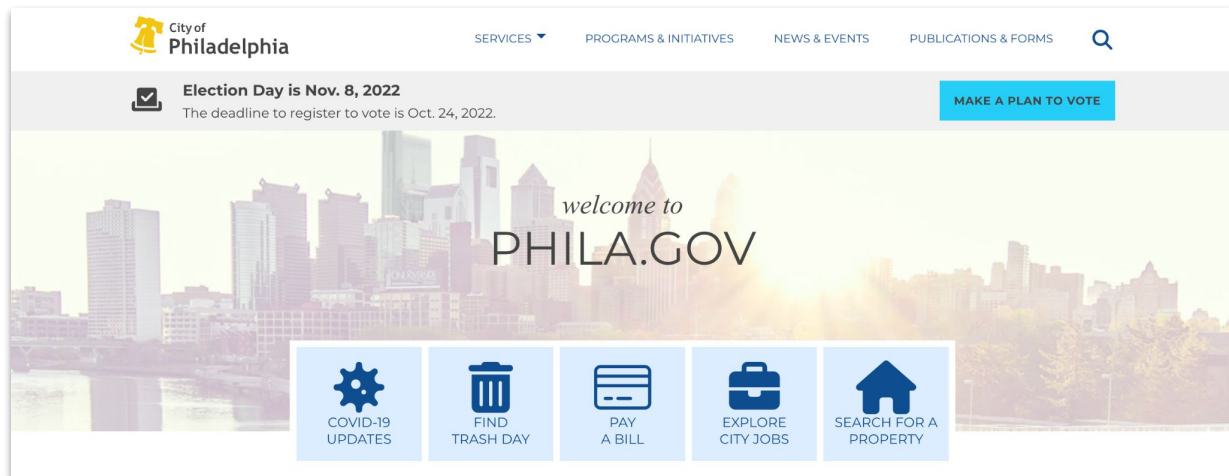 City of
Philadelphia
SERVICES
PROGRAMS & INITIATIVES
NEWS & EVENTS
PUBLICATIONS & FORMS
Election Day is Nov. 8, 2022
The deadline to register to vote is Oct. 24, 2022.
MAKE A PLAN TO VOTE
welcome to
PHILA.GOV
COVID-19
UPDATES
FIND
TRASH DAY
PAY
A BILL
EXPLORE
CITY JOBS
SEARCH FOR A
PROPERTY